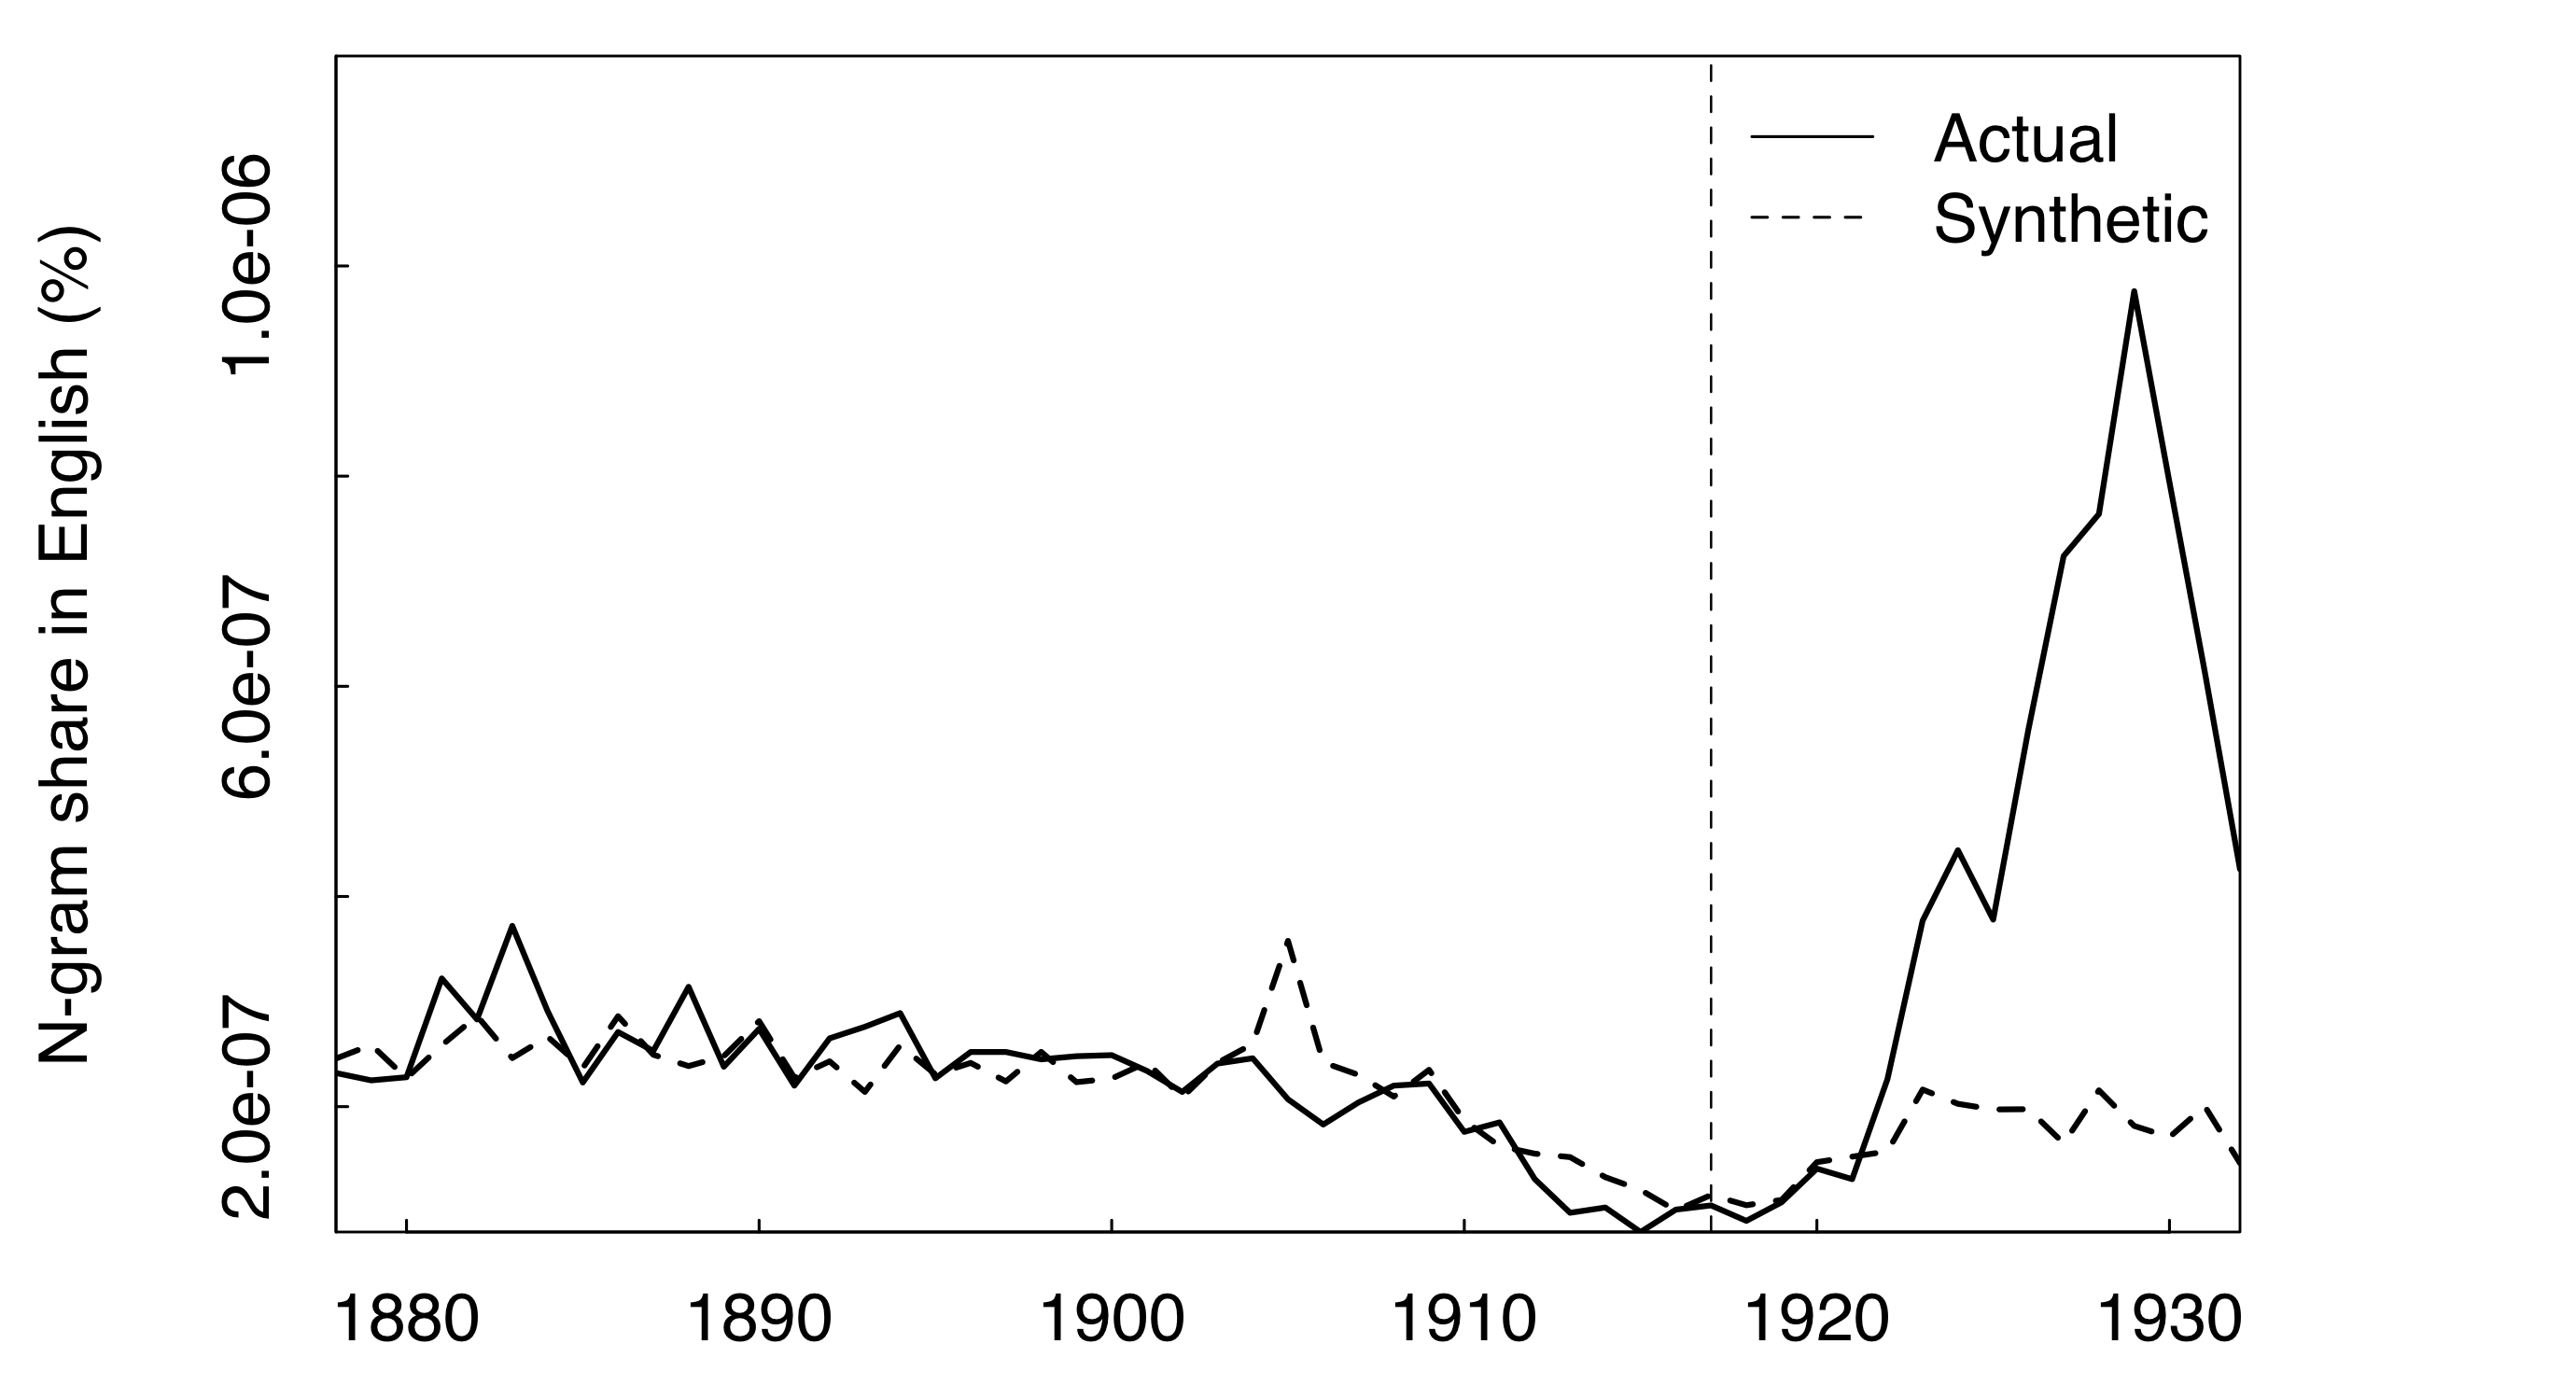 N-gram share in English (%)
1.0e-06
6.0e-07
2.0e-07
Actual
Synthetic
1880 1890 1900 1910 1920 1930